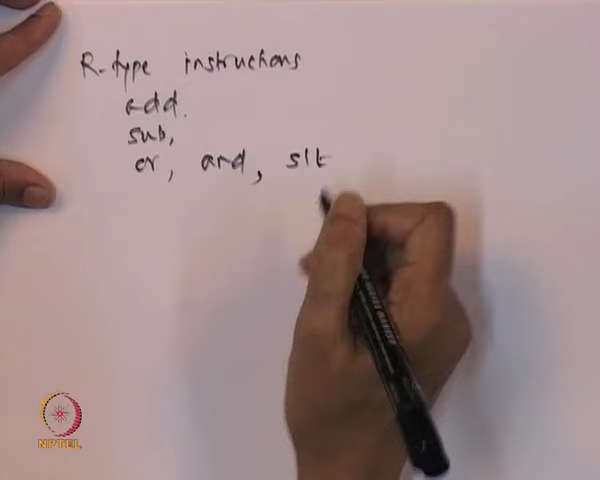 R-type instructions
add.
sub,
or, and, slt
NPTEL